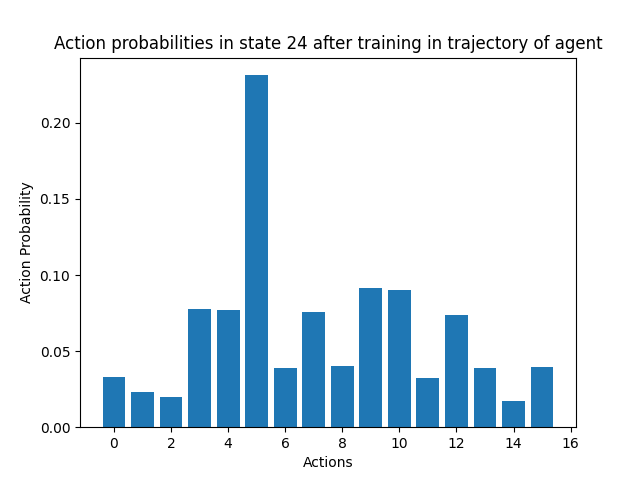 Action probabilities in state 24 after training in trajectory of agent
Action Probability
0.20
0.15
0.10
0.05
0.00
0 2 4 6 8 10 12 14 16
Actions